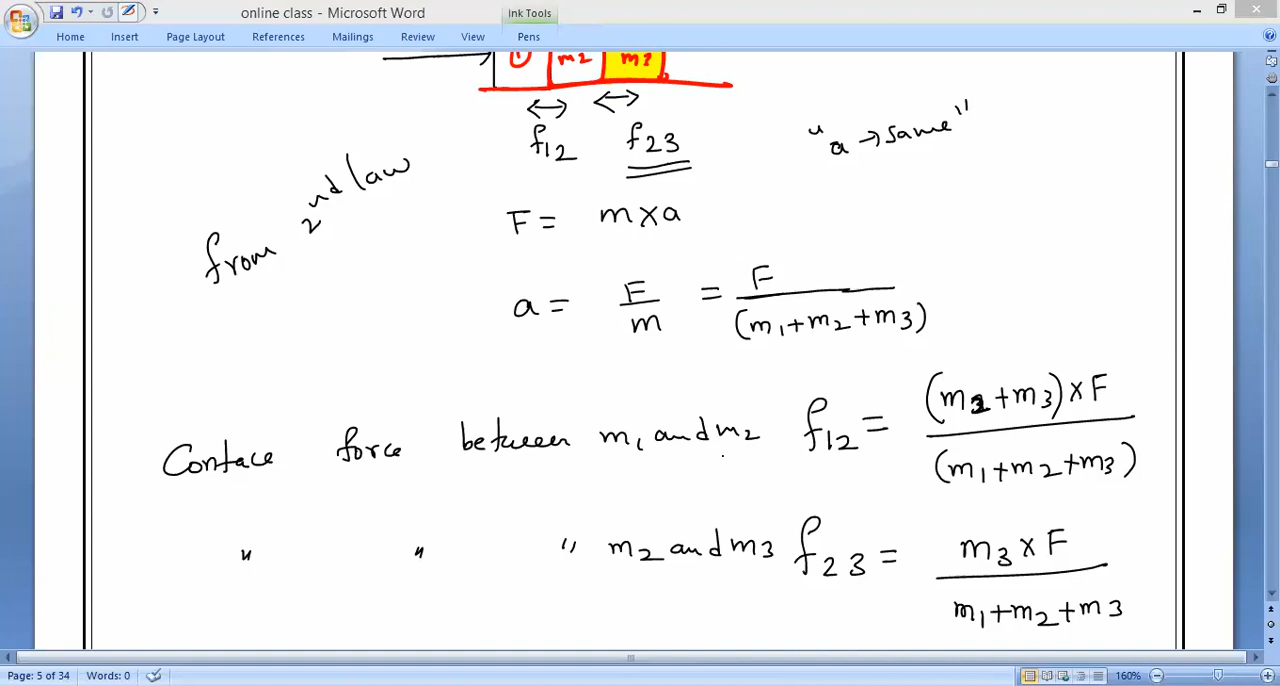 online class - Microsoft Word
Ink Tools
Home Insert Page Layout References Mailings Review View Pens
1 m2 m3
f12 f23
"a → same"
from 2nd law
F = m x a
a = F/m = F/(m1+m2+m3)
Contace force between m1 and m2 f12 = (m2+m3) x F/(m1+m2+m3)
" " " m2 and m3 f23 = m3 x F/m1+m2+m3
Page: 5 of 34 Words: 0 160%